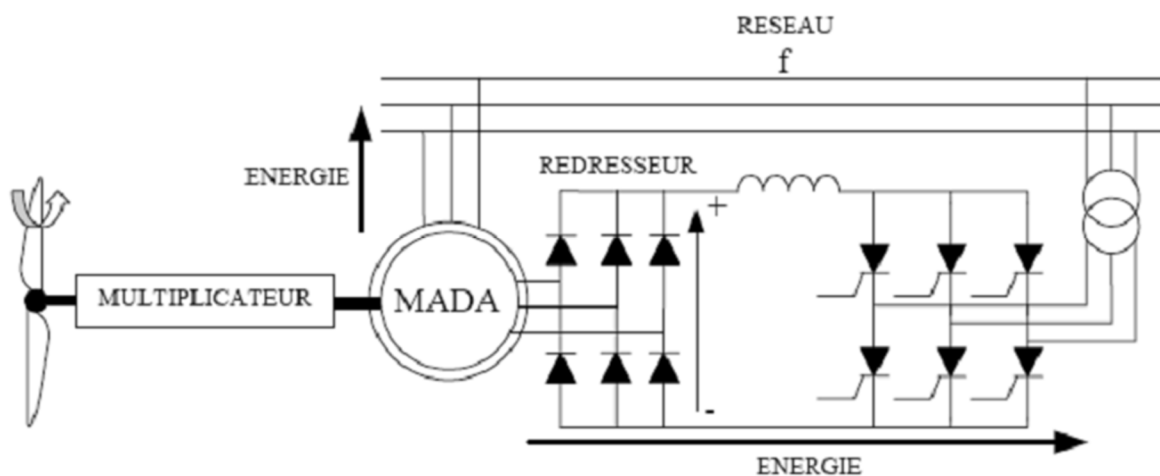 RESEAU
f
ENERGIE
REDRESSEUR
+
MULTIPLICATEUR
MADA
-
ENERGIE